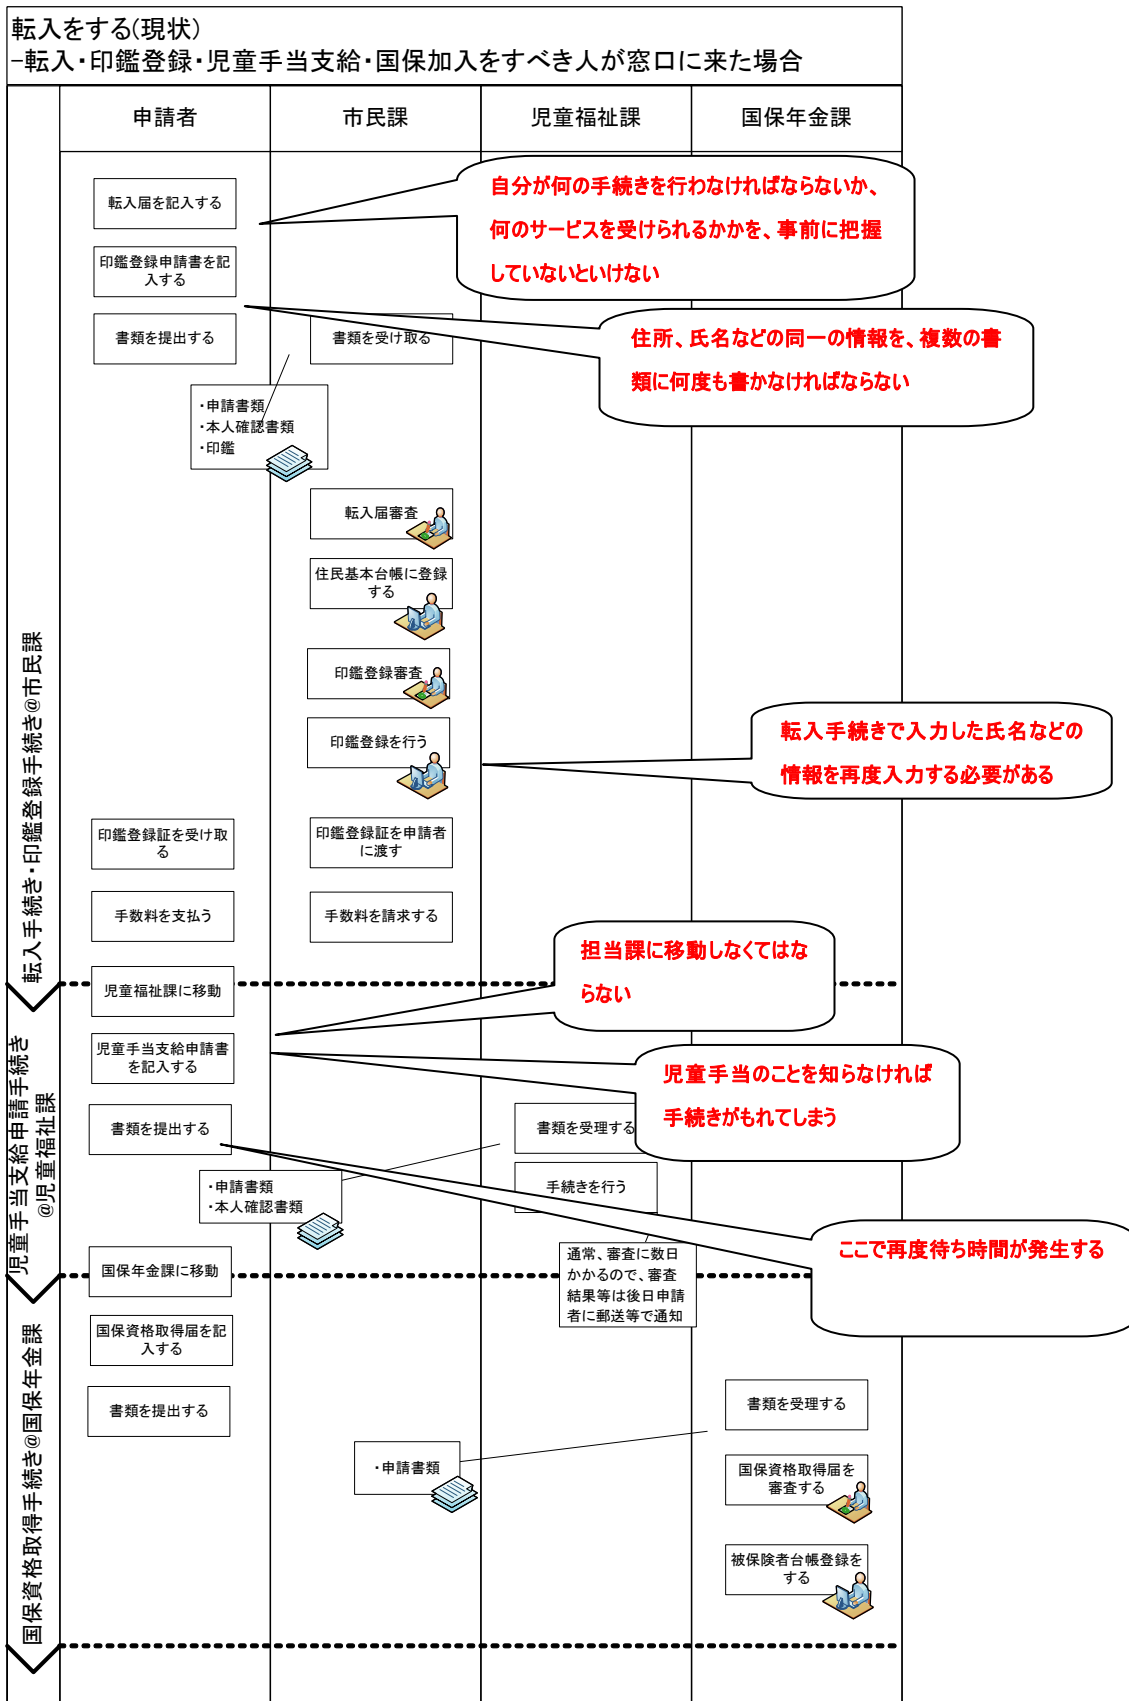 転入をする(現状)
-転入・印鑑登録・児童手当支給・国保加入をすべき人が窓口に来た場合
申請者
市民課
児童福祉課
国保年金課
転入手続き・印鑑登録手続き@市民課
転入届を記入する
自分が何の手続きを行わなければならないか、
何のサービスを受けられるかかを、事前に把握
していないといけない
印鑑登録申請書を記
入する
書類を提出する
書類を受け取る
住所、氏名などの同一の情報を、複数の書
類に何度も書かなければならない
・申請書類
・本人確認書類
・印鑑
転入届審査
住民基本台帳に登録
する
印鑑登録審査
印鑑登録を行う
転入手続きで入力した氏名などの
情報を再度入力する必要がある
印鑑登録証を受け取
る
印鑑登録証を申請者
に渡す
手数料を支払う
手数料を請求する
担当課に移動しなくてはな
らない
児童福祉課に移動
児童手当支給申請手続き
@児童福祉課
児童手当支給申請書
を記入する
児童手当のことを知らなければ
手続きがもれてしまう
書類を提出する
書類を受理する
・申請書類
・本人確認書類
手続きを行う
ここで再度待ち時間が発生する
通常、審査に数日
かかるので、審査
結果等は後日申請
者に郵送等で通知
国保年金課に移動
国保資格取得手続き@国保年金課
国保資格取得届を記
入する
書類を提出する
書類を受理する
・申請書類
国保資格取得届を
審査する
被保険者台帳登録を
する